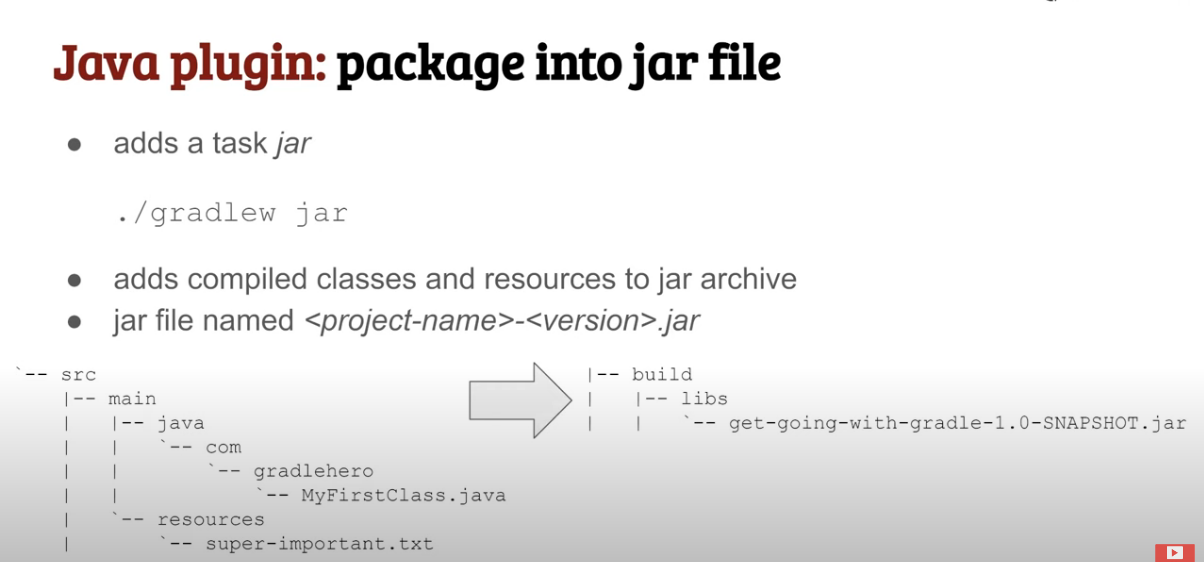 Java plugin: package into jar file
● adds a task jar
./gradlew jar
● adds compiled classes and resources to jar archive
● jar file named <project-name>-<version>.jar
`-- src
|-- main
| |-- java
| | `-- com
| | `-- gradlehero
| | `-- MyFirstClass.java
| `-- resources
| `-- super-important.txt
|-- build
| |-- libs
| | `-- get-going-with-gradle-1.0-SNAPSHOT.jar